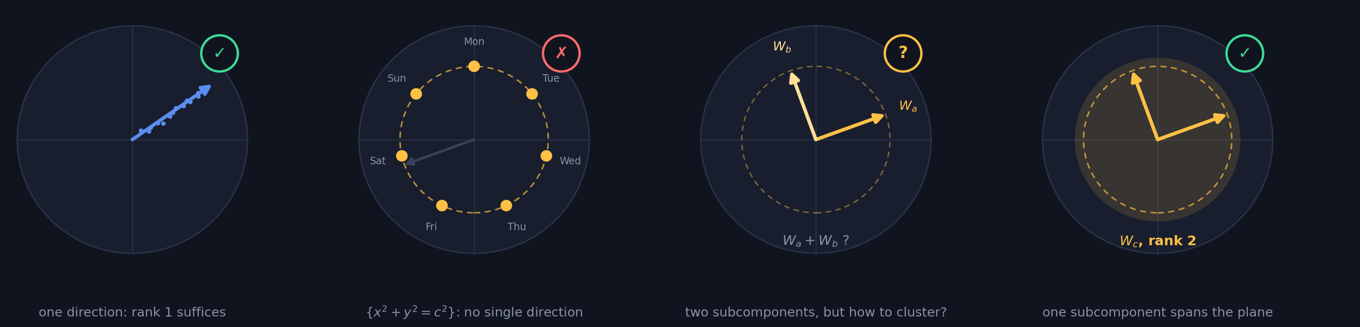 ✓
Mon
✗
Sun
Tue
Sat
Wed
Fri
Thu
W_b
?
W_a
W_a + W_b ?
✓
W_c, rank 2
one direction: rank 1 suffices
{x² + y² = c²}: no single direction
two subcomponents, but how to cluster?
one subcomponent spans the plane